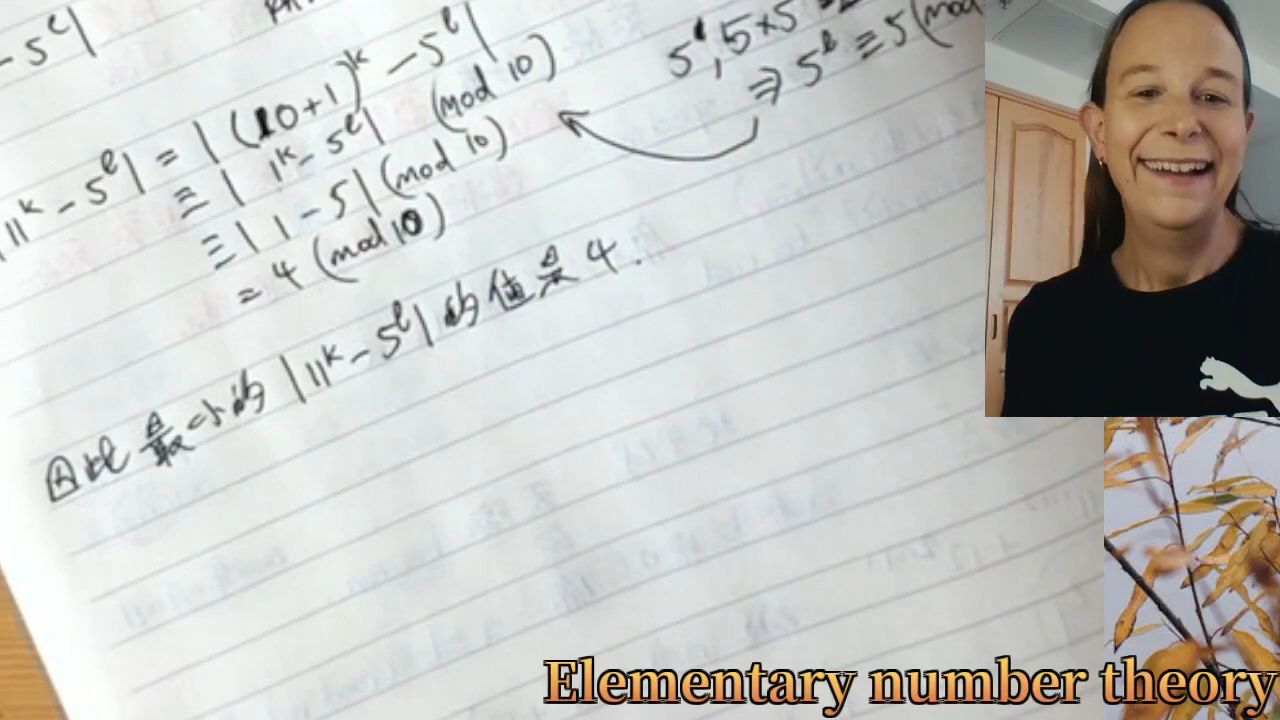 - 5ˡ|
5ˡ, 5×5
⇒ 5ˡ ≡ 5 (mod
|11ᵏ - 5ˡ| = |(10+1)ᵏ - 5ˡ|
≡ | 1ᵏ - 5ˡ| (mod 10)
≡ | 1 - 5| (mod 10)
= 4 (mod 10)
因此最小的 |11ᵏ - 5ˡ| 的值是 4.
Elementary number theory